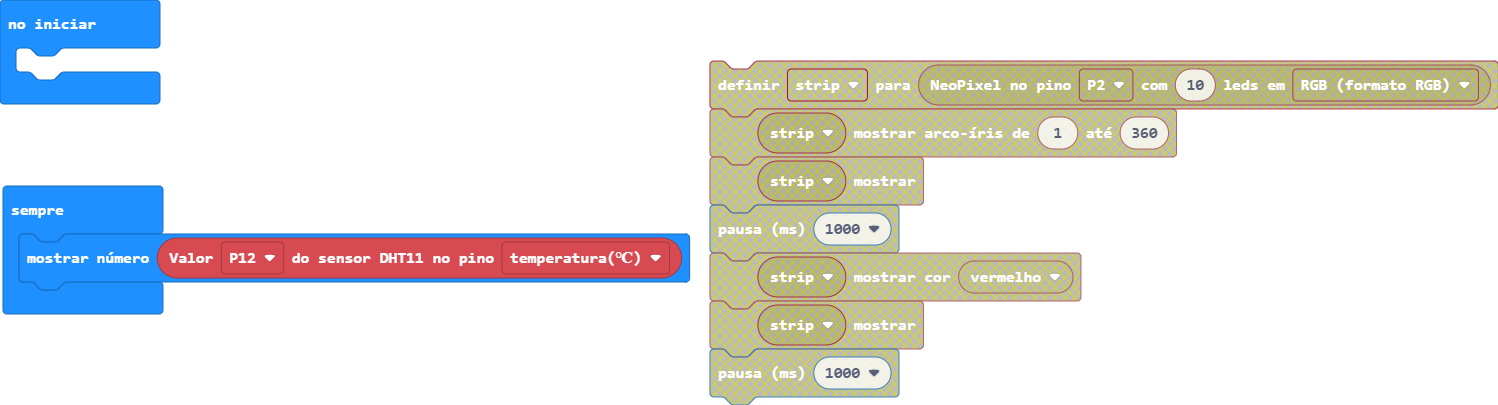 no iniciar
sempre
mostrar número Valor P12 do sensor DHT11 no pino temperatura(℃)
definir strip para NeoPixel no pino P2 com 10 leds em RGB (formato RGB)
strip mostrar arco-íris de 1 até 360
strip mostrar
pausa (ms) 1000
strip mostrar cor vermelho
strip mostrar
pausa (ms) 1000